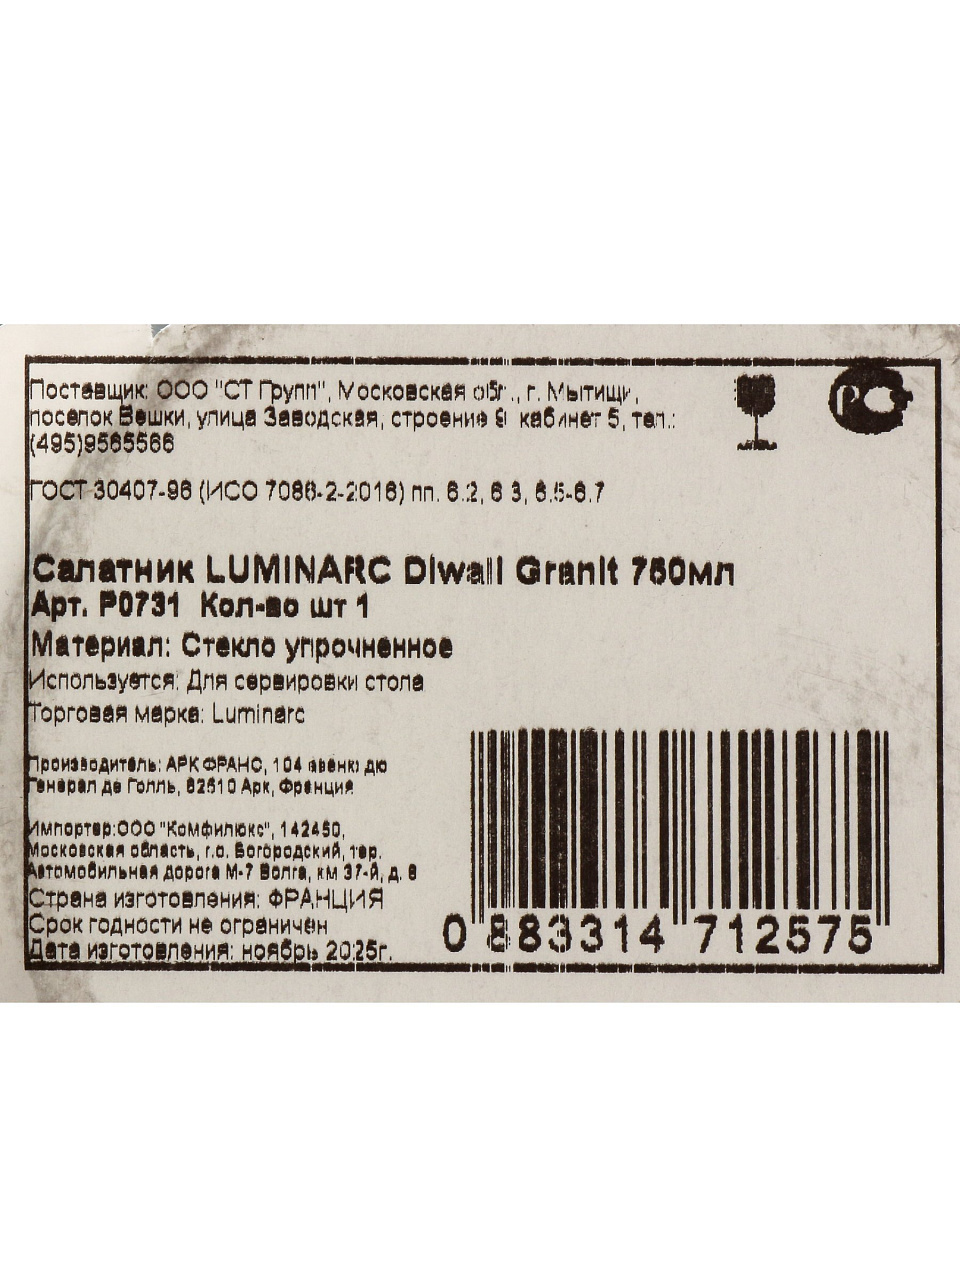 Поставщик: ООО "СТ Групп", Московская обг., г. Мытищи,
поселок Вешки, улица Заводская, строение 9 кабинет 5, тел.:
(495)9565566
ГОСТ 30407-96 (ИСО 7086-2-2016) пп. 6.2, 6 3, 6.5-6.7
Салатник LUMINARC Diwali Granit 750мл
Арт. P0731 Кол-во шт 1
Материал: Стекло упрочненное
Используется: Для сервировки стола
Торговая марка: Luminarc
Производитель: АРК ФРАНС, 104 авеню дю
Генерал де Голль, 62510 Арк, Франция
Импортер:ООО "Комфилюкс", 142450,
Московская область, г.о. Богородский, тер.
Автомобильная дорога М-7 Волга, км 37-й, д. 6
Страна изготовления: ФРАНЦИЯ
Срок годности не ограничен
Дата изготовления: ноябрь 2025г.
0 883314 712575